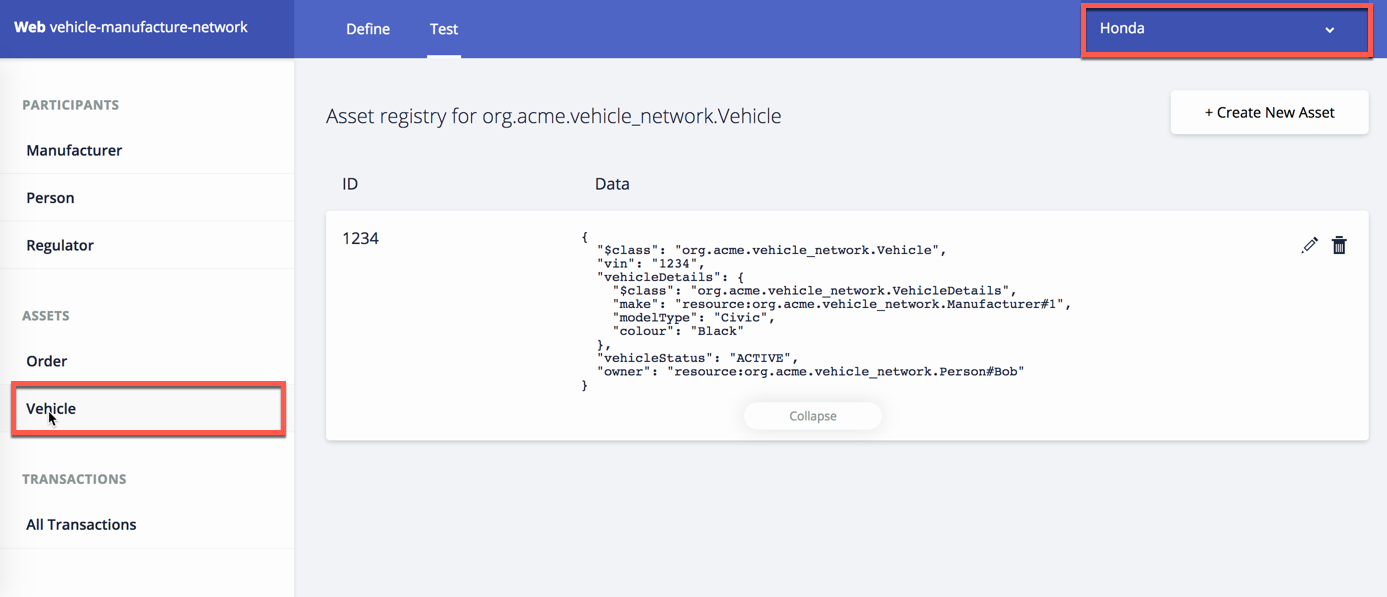 Web vehicle-manufacture-network
Define
Test
Honda
PARTICIPANTS
Manufacturer
Person
Regulator
ASSETS
Order
Vehicle
TRANSACTIONS
All Transactions
Asset registry for org.acme.vehicle_network.Vehicle
+ Create New Asset
ID
Data
1234
{
"$class": "org.acme.vehicle_network.Vehicle",
"vin": "1234",
"vehicleDetails": {
"$class": "org.acme.vehicle_network.VehicleDetails",
"make": "resource:org.acme.vehicle_network.Manufacturer#1",
"modelType": "Civic",
"colour": "Black"
},
"vehicleStatus": "ACTIVE",
"owner": "resource:org.acme.vehicle_network.Person#Bob"
}
Collapse